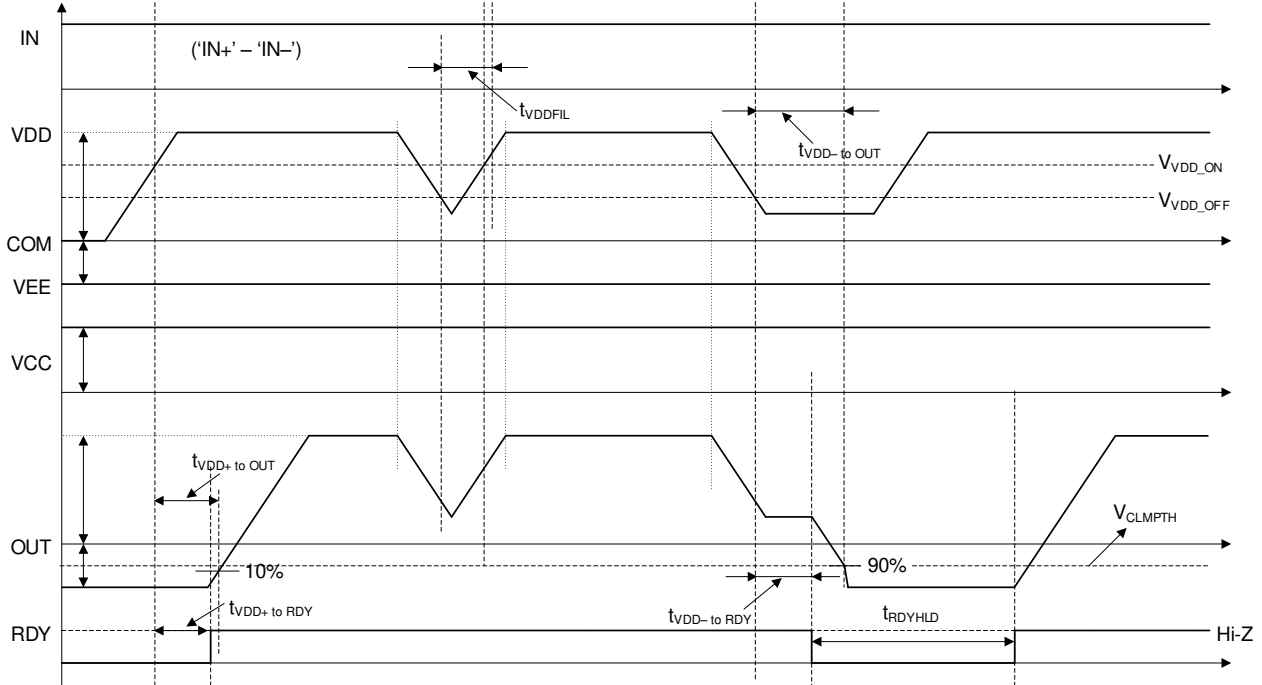 IN
('IN+' – 'IN–')
tVDDFIL
VDD
tVDD– to OUT
VVDD_ON
VVDD_OFF
COM
VEE
VCC
tVDD+ to OUT
VCLMPTH
OUT
10%
90%
tVDD+ to RDY
tVDD– to RDY
tRDYHLD
RDY
Hi-Z